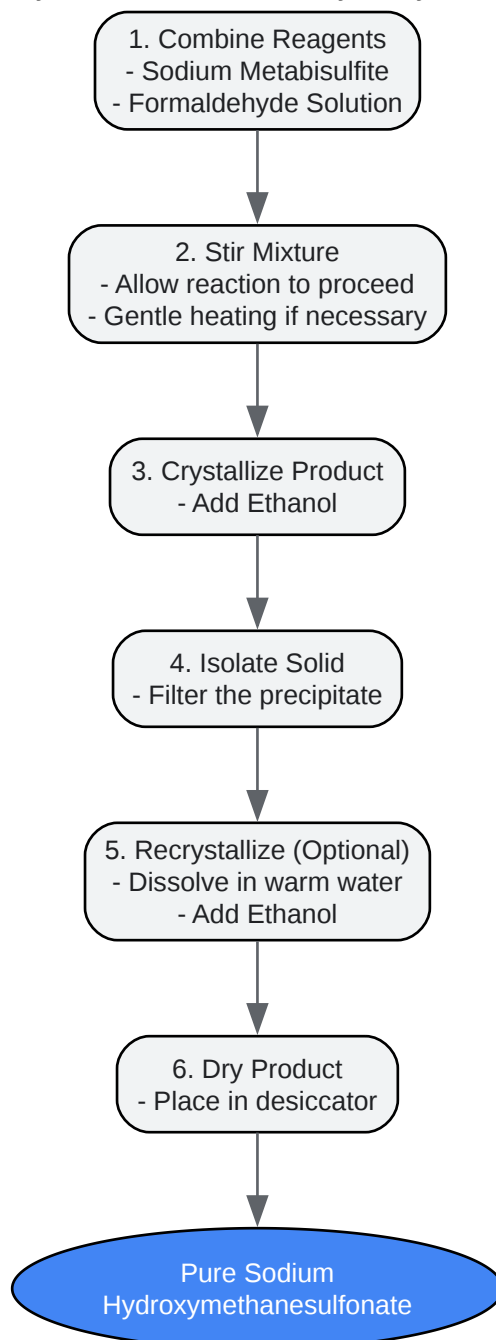 1. Combine Reagents
- Sodium Metabisulfite
- Formaldehyde Solution
2. Stir Mixture
- Allow reaction to proceed
- Gentle heating if necessary
3. Crystallize Product
- Add Ethanol
4. Isolate Solid
- Filter the precipitate
5. Recrystallize (Optional)
- Dissolve in warm water
- Add Ethanol
6. Dry Product
- Place in desiccator
Pure Sodium
Hydroxymethanesulfonate